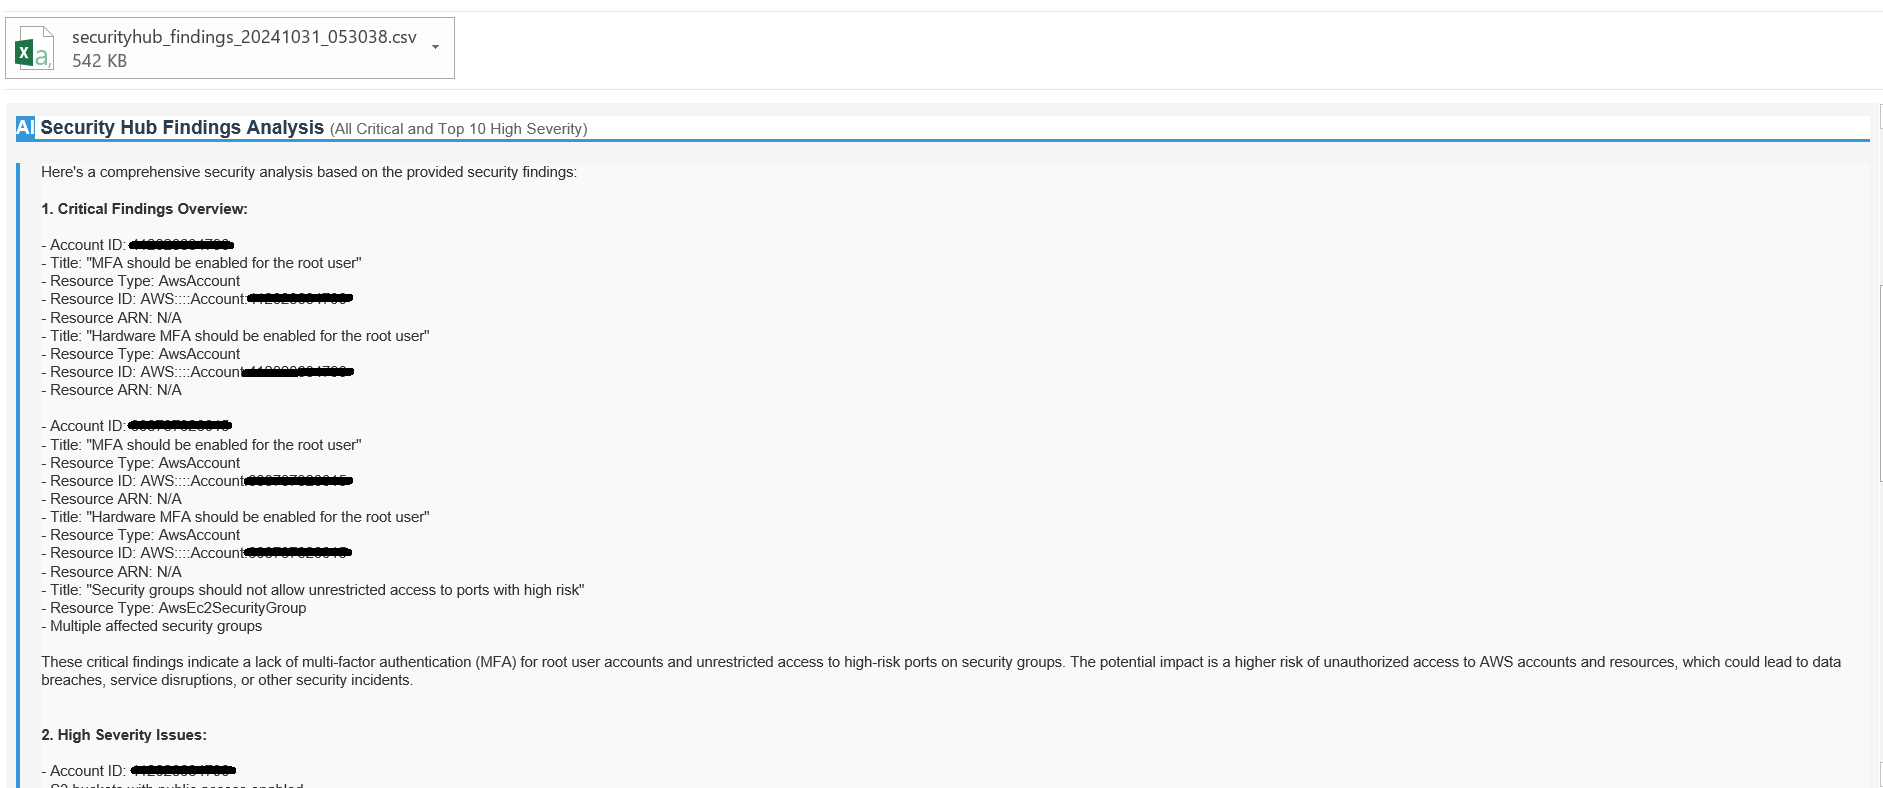 securityhub_findings_20241031_053038.csv
542 KB
AI Security Hub Findings Analysis (All Critical and Top 10 High Severity)
Here's a comprehensive security analysis based on the provided security findings:
1. Critical Findings Overview:
- Account ID:
- Title: "MFA should be enabled for the root user"
- Resource Type: AwsAccount
- Resource ID: AWS::::Account:
- Resource ARN: N/A
- Title: "Hardware MFA should be enabled for the root user"
- Resource Type: AwsAccount
- Resource ID: AWS::::Account
- Resource ARN: N/A
- Account ID:
- Title: "MFA should be enabled for the root user"
- Resource Type: AwsAccount
- Resource ID: AWS::::Account
- Resource ARN: N/A
- Title: "Hardware MFA should be enabled for the root user"
- Resource Type: AwsAccount
- Resource ID: AWS::::Account:
- Resource ARN: N/A
- Title: "Security groups should not allow unrestricted access to ports with high risk"
- Resource Type: AwsEc2SecurityGroup
- Multiple affected security groups
These critical findings indicate a lack of multi-factor authentication (MFA) for root user accounts and unrestricted access to high-risk ports on security groups. The potential impact is a higher risk of unauthorized access to AWS accounts and resources, which could lead to data
breaches, service disruptions, or other security incidents.
2. High Severity Issues:
- Account ID:
- S3 buckets with public access enabled